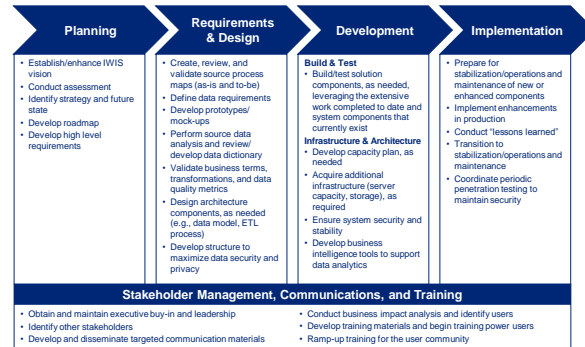 Planning
• Establish/enhance IWIS
vision
• Conduct assessment
• Identify strategy and future
state
• Develop roadmap
• Develop high level
requirements
Requirements
& Design
• Create, review, and
validate source process
maps (as-is and to-be)
• Define data requirements
• Develop prototypes/
mock-ups
• Perform source data
analysis and review/
develop data dictionary
• Validate business terms,
transformations, and data
quality metrics
• Design architecture
components, as needed
(e.g., data model, ETL
process)
• Develop structure to
maximize data security and
privacy
Development
Build & Test
• Build/test solution
components, as needed,
leveraging the extensive
work completed to date and
system components that
currently exist
Infrastructure & Architecture
• Develop capacity plan, as
needed
• Acquire additional
infrastructure (server
capacity, storage), as
required
• Ensure system security and
stability
• Develop business
intelligence tools to support
data analytics
Implementation
• Prepare for
stabilization/operations and
maintenance of new or
enhanced components
• Implement enhancements
in production
• Conduct “lessons learned”
• Transition to
stabilization/operations and
maintenance
• Coordinate periodic
penetration testing to
maintain security
Stakeholder Management, Communications, and Training
• Obtain and maintain executive buy-in and leadership
• Identify other stakeholders
• Develop and disseminate targeted communication materials
• Conduct business impact analysis and identify users
• Develop training materials and begin training power users
• Ramp-up training for the user community